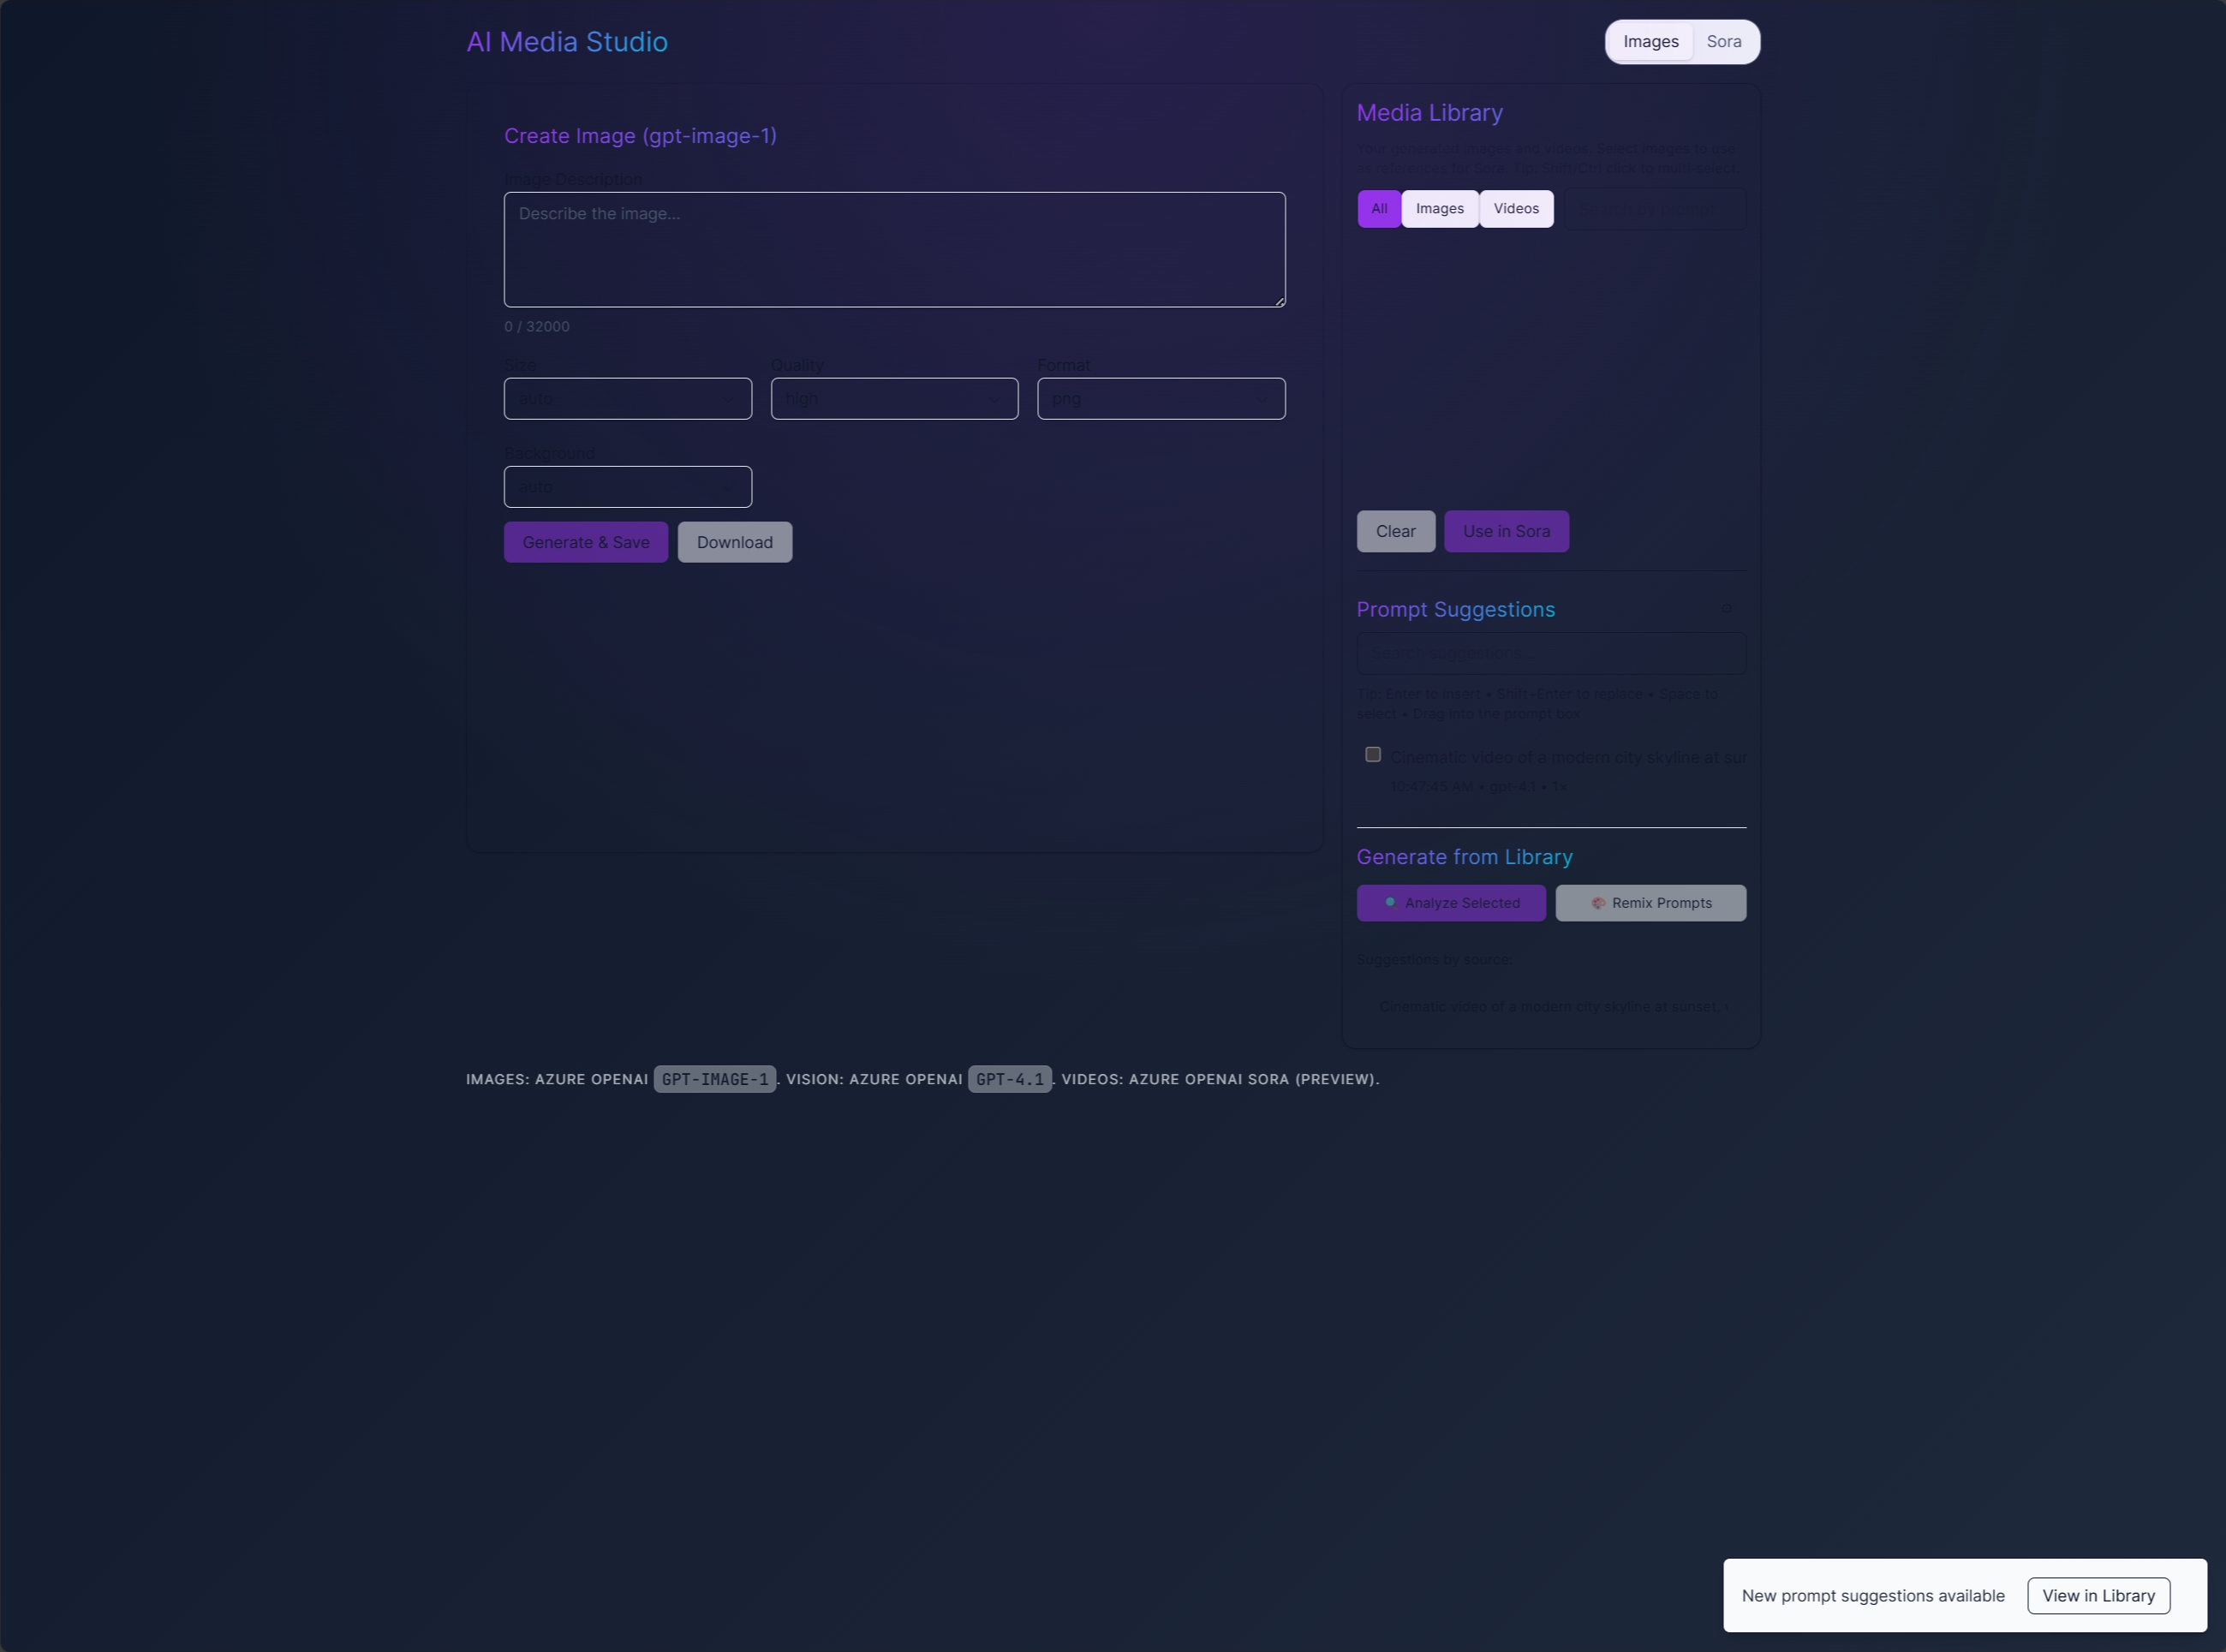 AI Media Studio
Images
Sora
Create Image (gpt-image-1)
Image Description
Describe the image...
0 / 32000
Size
Quality
Format
auto
high
png
Background
auto
Generate & Save
Download
Media Library
Your generated images and videos. Select images to use
as references for Sora. Tip: Shift/Ctrl click to multi-select.
All
Images
Videos
Clear
Use in Sora
Prompt Suggestions
Search suggestions...
Tip: Enter to insert • Shift+Enter to replace • Space to
select • Drag into the prompt box.
Cinematic video of a modern city skyline at sun
10:47:45 AM • gpt-4.1 • 1×
Generate from Library
Analyze Selected
Remix Prompts
Suggestions by source:
Cinematic video of a modern city skyline at sunset,
IMAGES: AZURE OPENAI GPT-IMAGE-1. VISION: AZURE OPENAI GPT-4.1. VIDEOS: AZURE OPENAI SORA (PREVIEW).
New prompt suggestions available
View in Library